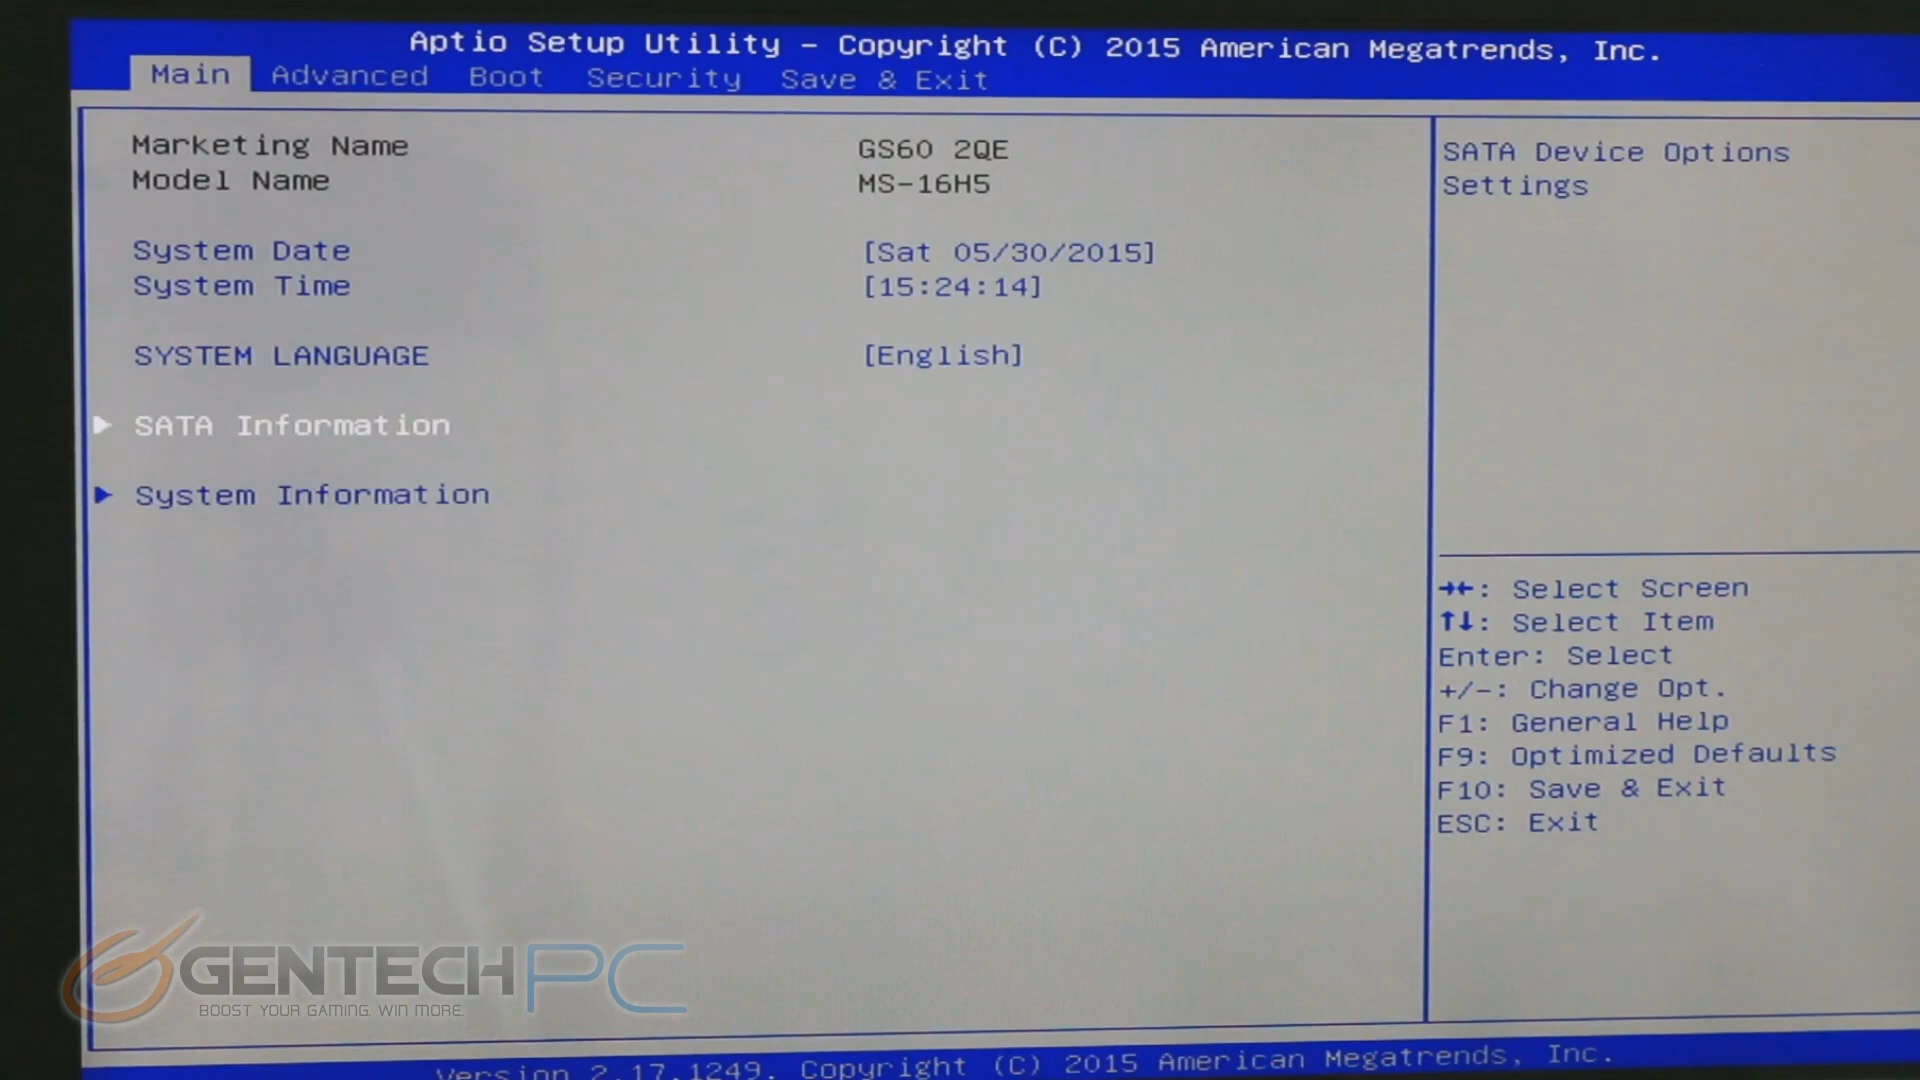 Aptio Setup Utility – Copyright (C) 2015 American Megatrends, Inc.
Main Advanced Boot Security Save & Exit
Marketing Name GS60 2QE
Model Name MS-16H5
System Date [Sat 05/30/2015]
System Time [15:24:14]
SYSTEM LANGUAGE [English]
► SATA Information
► System Information
SATA Device Options
Settings
→←: Select Screen
↑↓: Select Item
Enter: Select
+/-: Change Opt.
F1: General Help
F9: Optimized Defaults
F10: Save & Exit
ESC: Exit
GENTECH PC
BOOST YOUR GAMING. WIN MORE.
Version 2.17.1249. Copyright (C) 2015 American Megatrends, Inc.